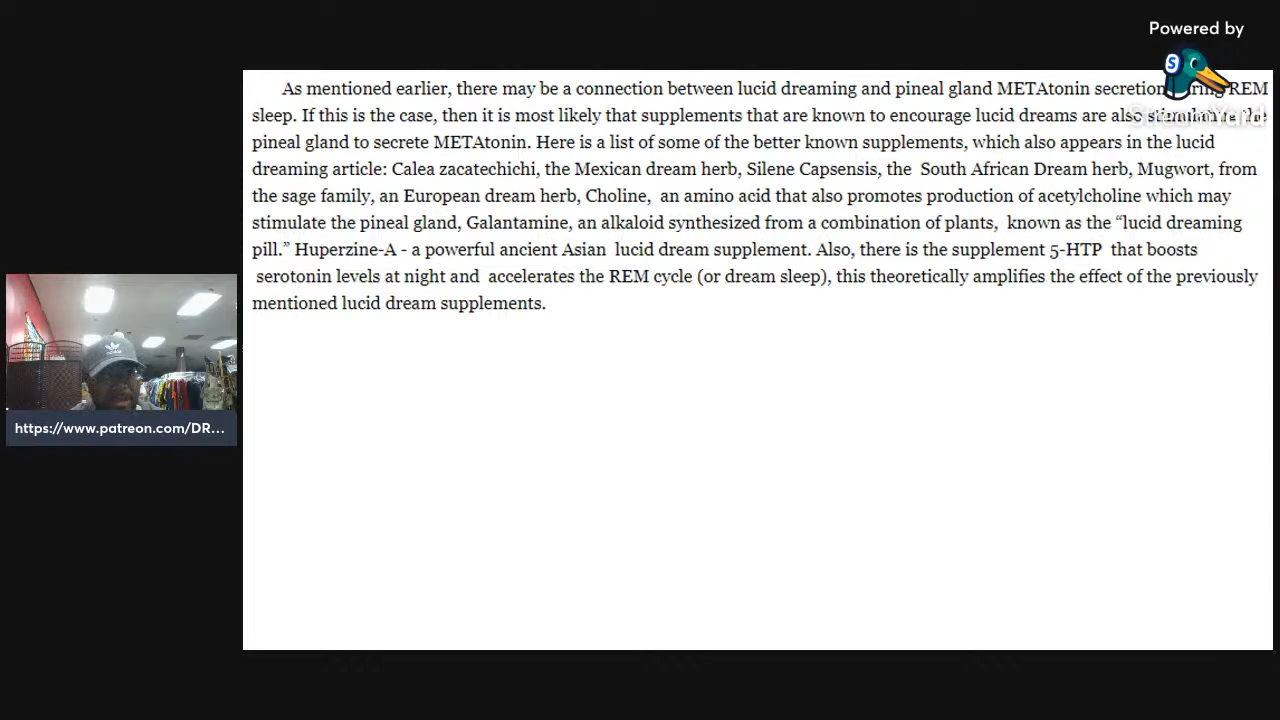 Powered by
As mentioned earlier, there may be a connection between lucid dreaming and pineal gland METAtonin secretion REM
sleep. If this is the case, then it is most likely that supplements that are known to encourage lucid dreams are also
pineal gland to secrete METAtonin. Here is a list of some of the better known supplements, which also appears in the lucid
dreaming article: Calea zacatechichi, the Mexican dream herb, Silene Capsensis, the South African Dream herb, Mugwort, from
the sage family, an European dream herb, Choline, an amino acid that also promotes production of acetylcholine which may
stimulate the pineal gland, Galantamine, an alkaloid synthesized from a combination of plants, known as the “lucid dreaming
pill.” Huperzine-A - a powerful ancient Asian lucid dream supplement. Also, there is the supplement 5-HTP that boosts
serotonin levels at night and accelerates the REM cycle (or dream sleep), this theoretically amplifies the effect of the previously
mentioned lucid dream supplements.
StreamYard
https://www.patreon.com/DR...